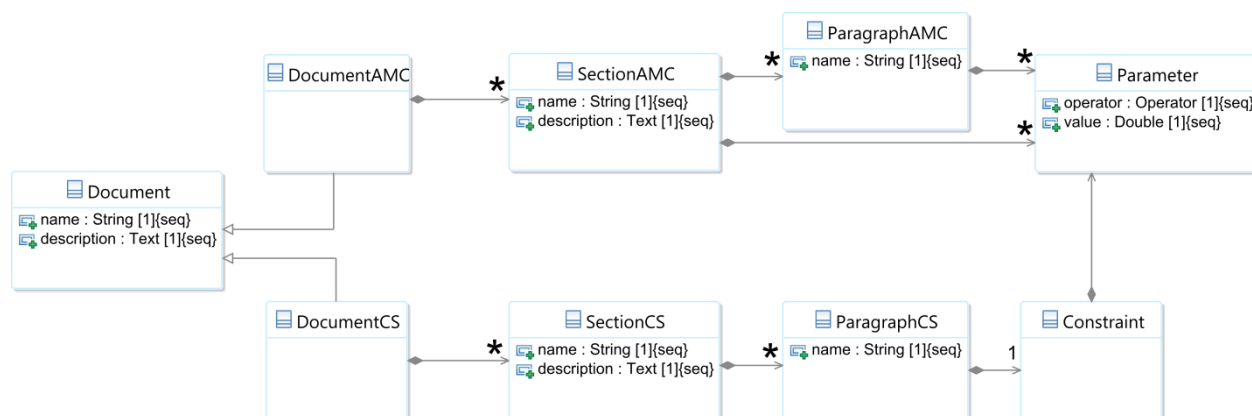 ParagraphAMC
name : String [1]{seq}
DocumentAMC
*
SectionAMC
name : String [1]{seq}
description : Text [1]{seq}
*
*
Parameter
operator : Operator [1]{seq}
value : Double [1]{seq}
*
Document
name : String [1]{seq}
description : Text [1]{seq}
DocumentCS
*
SectionCS
name : String [1]{seq}
description : Text [1]{seq}
*
ParagraphCS
name : String [1]{seq}
1
Constraint